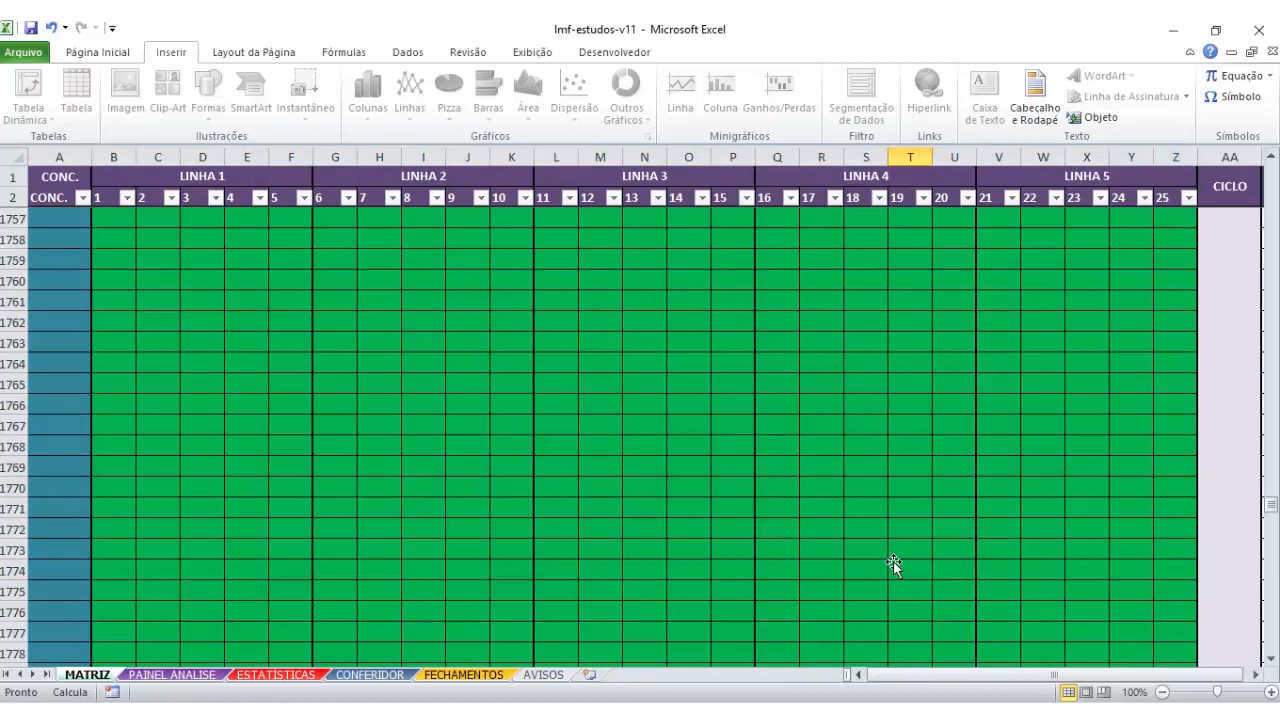 lmf-estudos-v11 - Microsoft Excel
Arquivo Página Inicial Inserir Layout da Página Fórmulas Dados Revisão Exibição Desenvolvedor
Tabela Dinâmica Tabela Imagem Clip-Art Formas SmartArt Instantâneo Colunas Linhas Pizza Barras Área Dispersão Outros Gráficos Linha Coluna Ganhos/Perdas Segmentação de Dados Hiperlink Caixa de Texto Cabeçalho e Rodapé WordArt Linha de Assinatura Objeto Equação Símbolo
Tabelas Ilustrações Gráficos Minigráficos Filtro Links Texto Símbolos
A B C D E F G H I J K L M N O P Q R S T U V W X Y Z AA
1 CONC. LINHA 1 LINHA 2 LINHA 3 LINHA 4 LINHA 5 CICLO
2 CONC. 1 2 3 4 5 6 7 8 9 10 11 12 13 14 15 16 17 18 19 20 21 22 23 24 25
1757
1758
1759
1760
1761
1762
1763
1764
1765
1766
1767
1768
1769
1770
1771
1772
1773
1774
1775
1776
1777
1778
MATRIZ PAINEL ANALISE ESTATÍSTICAS CONFERIDOR FECHAMENTOS AVISOS
Pronto Calcula 100%